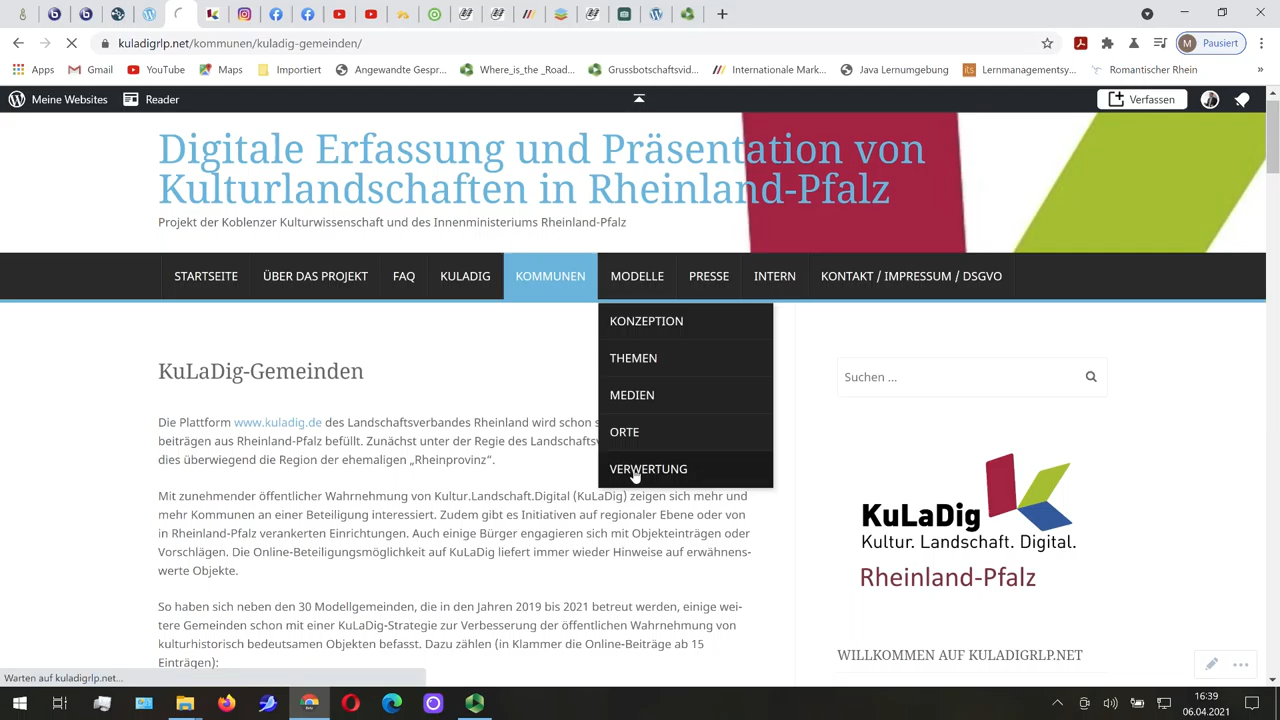 kuladigrlp.net/kommunen/kuladig-gemeinden/
M Pausiert
Apps Gmail YouTube Maps Importiert Angewandte Gespr... Where_is_the _Road... Grussbotschaftsvid... Internationale Mark... Java Lernumgebung its Lernmanagementsy... Romantischer Rhein »
Meine Websites Reader Verfassen
Digitale Erfassung und Präsentation von
Kulturlandschaften in Rheinland-Pfalz
Projekt der Koblenzer Kulturwissenschaft und des Innenministeriums Rheinland-Pfalz
STARTSEITE ÜBER DAS PROJEKT FAQ KULADIG KOMMUNEN MODELLE PRESSE INTERN KONTAKT / IMPRESSUM / DSGVO
KONZEPTION
THEMEN
MEDIEN
ORTE
VERWERTUNG
KuLaDig-Gemeinden
Die Plattform www.kuladig.de des Landschaftsverbandes Rheinland wird schon s
beiträgen aus Rheinland-Pfalz befüllt. Zunächst unter der Regie des Landschaftsv
dies überwiegend die Region der ehemaligen „Rheinprovinz“.
Mit zunehmender öffentlicher Wahrnehmung von Kultur.Landschaft.Digital (KuLaDig) zeigen sich mehr und
mehr Kommunen an einer Beteiligung interessiert. Zudem gibt es Initiativen auf regionaler Ebene oder von
in Rheinland-Pfalz verankerten Einrichtungen. Auch einige Bürger engagieren sich mit Objekteinträgen oder
Vorschlägen. Die Online-Beteiligungsmöglichkeit auf KuLaDig liefert immer wieder Hinweise auf erwähnens-
werte Objekte.
So haben sich neben den 30 Modellgemeinden, die in den Jahren 2019 bis 2021 betreut werden, einige wei-
tere Gemeinden schon mit einer KuLaDig-Strategie zur Verbesserung der öffentlichen Wahrnehmung von
kulturhistorisch bedeutsamen Objekten befasst. Dazu zählen (in Klammer die Online-Beiträge ab 15
Einträgen):
Suchen ...
KuLaDig
Kultur. Landschaft. Digital.
Rheinland-Pfalz
WILLKOMMEN AUF KULADIGRLP.NET
Warten auf kuladigrlp.net...
16:39
06.04.2021